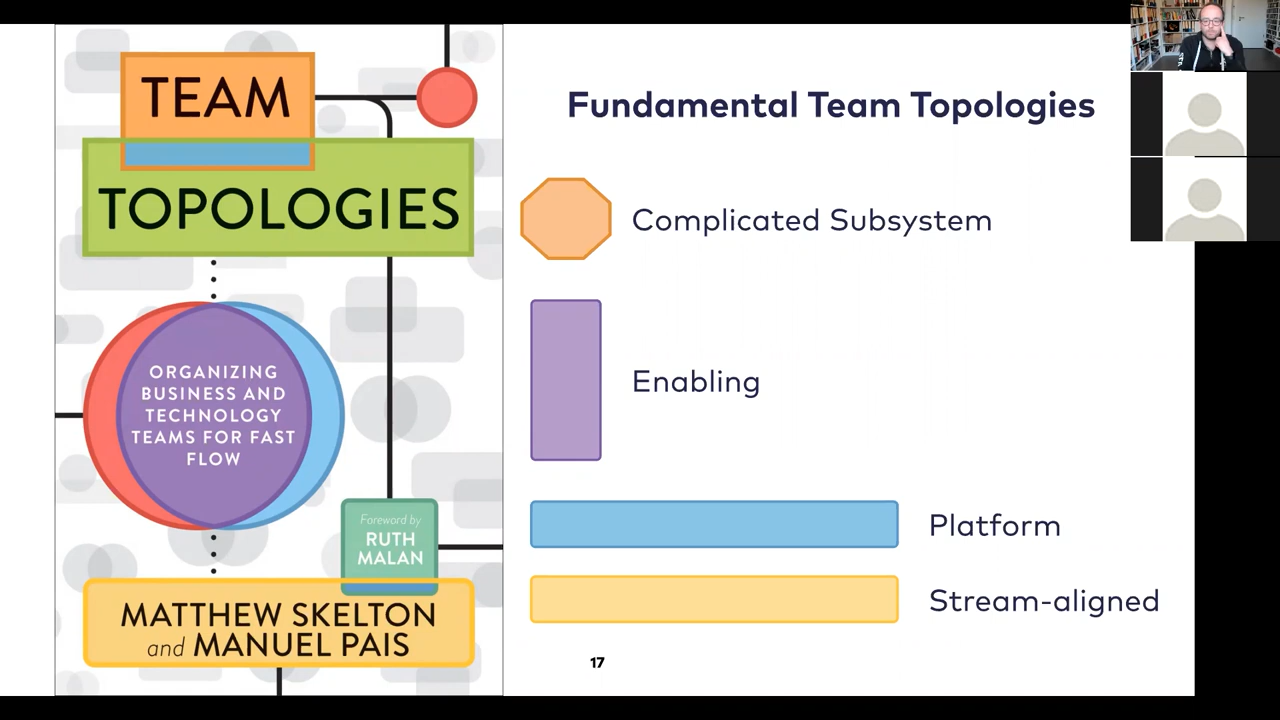 TEAM
TOPOLOGIES
ORGANIZING
BUSINESS AND
TECHNOLOGY
TEAMS FOR FAST
FLOW
Foreword by
RUTH
MALAN
MATTHEW SKELTON
and MANUEL PAIS
Fundamental Team Topologies
Complicated Subsystem
Enabling
Platform
Stream-aligned
17